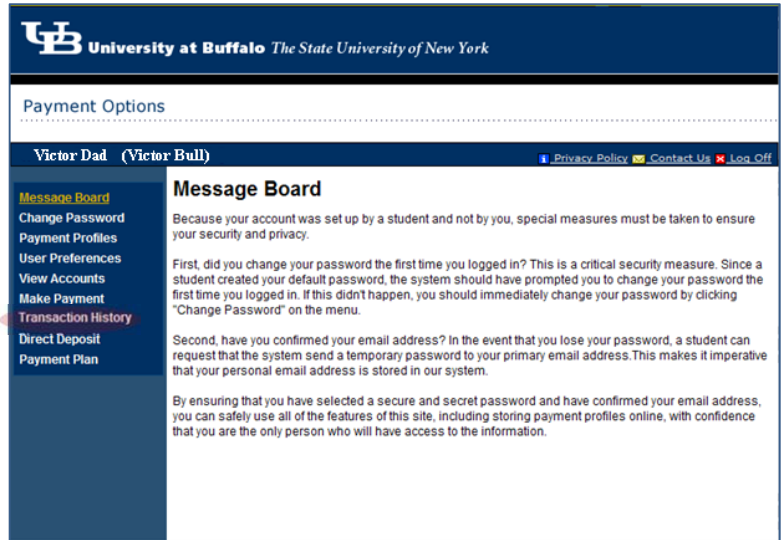 UB University at Buffalo The State University of New York
Payment Options
Victor Dad (Victor Bull)
i Privacy Policy Contact Us x Log Off
Message Board
Change Password
Payment Profiles
User Preferences
View Accounts
Make Payment
Transaction History
Direct Deposit
Payment Plan
Message Board
Because your account was set up by a student and not by you, special measures must be taken to ensure
your security and privacy.
First, did you change your password the first time you logged in? This is a critical security measure. Since a
student created your default password, the system should have prompted you to change your password the
first time you logged in. If this didn't happen, you should immediately change your password by clicking
"Change Password" on the menu.
Second, have you confirmed your email address? In the event that you lose your password, a student can
request that the system send a temporary password to your primary email address.This makes it imperative
that your personal email address is stored in our system.
By ensuring that you have selected a secure and secret password and have confirmed your email address,
you can safely use all of the features of this site, including storing payment profiles online, with confidence
that you are the only person who will have access to the information.